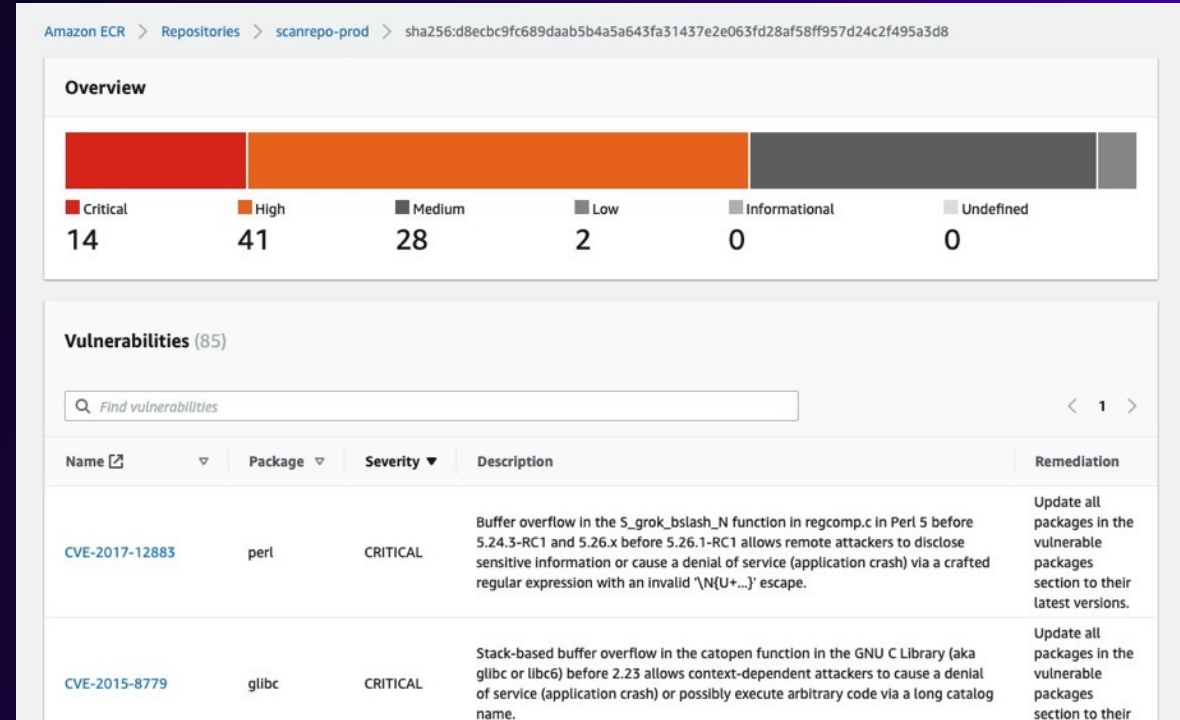 Amazon ECR > Repositories > scanrepo-prod > sha256:d8ecbc9fc689daab5b4a5a643fa31437e2e063fd28af58ff957d24c2f495a3d8
Overview
Critical High Medium Low Informational Undefined
14 41 28 2 0 0
Vulnerabilities (85)
Find vulnerabilities
< 1 >
Name Package Severity Description Remediation
CVE-2017-12883
perl
CRITICAL
Buffer overflow in the S_grok_bslash_N function in regcomp.c in Perl 5 before
5.24.3-RC1 and 5.26.x before 5.26.1-RC1 allows remote attackers to disclose
sensitive information or cause a denial of service (application crash) via a crafted
regular expression with an invalid '\N{U+...}' escape.
Update all
packages in the
vulnerable
packages
section to their
latest versions.
CVE-2015-8779
glibc
CRITICAL
Stack-based buffer overflow in the catopen function in the GNU C Library (aka
glibc or libc6) before 2.23 allows context-dependent attackers to cause a denial
of service (application crash) or possibly execute arbitrary code via a long catalog
name.
Update all
packages in the
vulnerable
packages
section to their